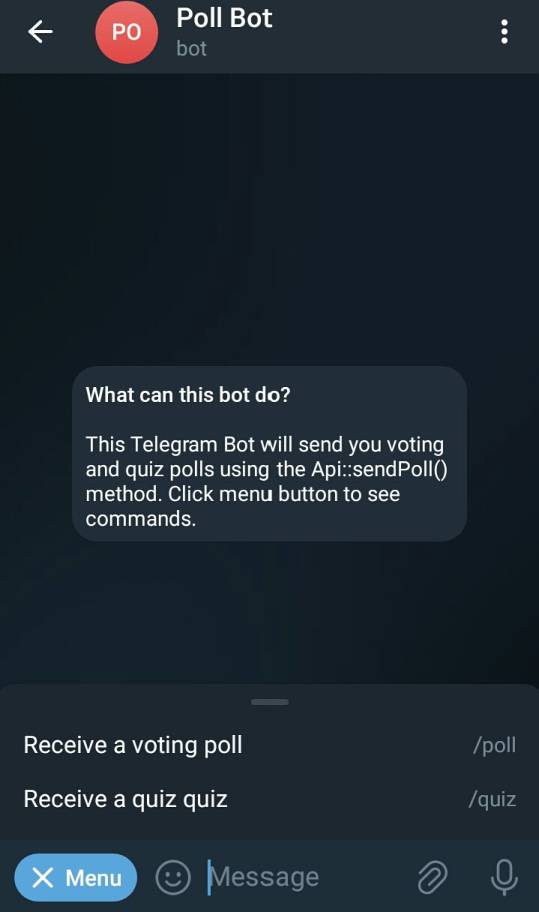 PO
Poll Bot
bot
What can this bot do?
This Telegram Bot will send you voting
and quiz polls using the Api::sendPoll()
method. Click menu button to see
commands.
Receive a voting poll /poll
Receive a quiz quiz /quiz
Menu
Message